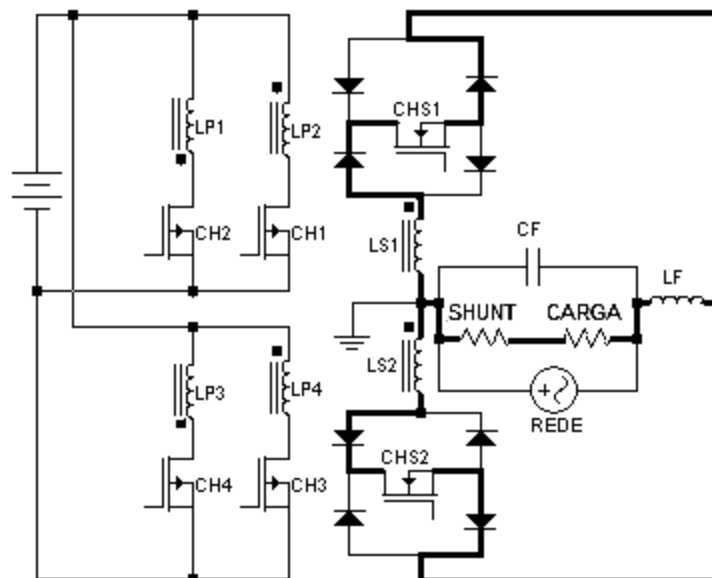 CHS1
LP1
LP2
CH2
CH1
LS1
CF
LF
SHUNT
CARGA
LS2
LP3
LP4
REDE
CHS2
CH4
CH3